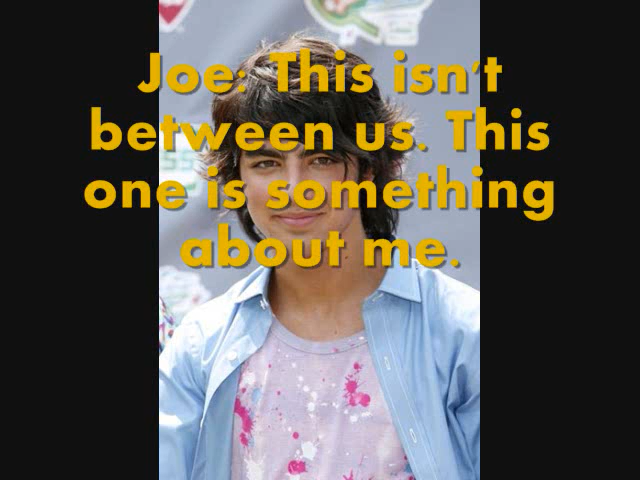 Joe: This isn't
between us. This
one is something
about me.